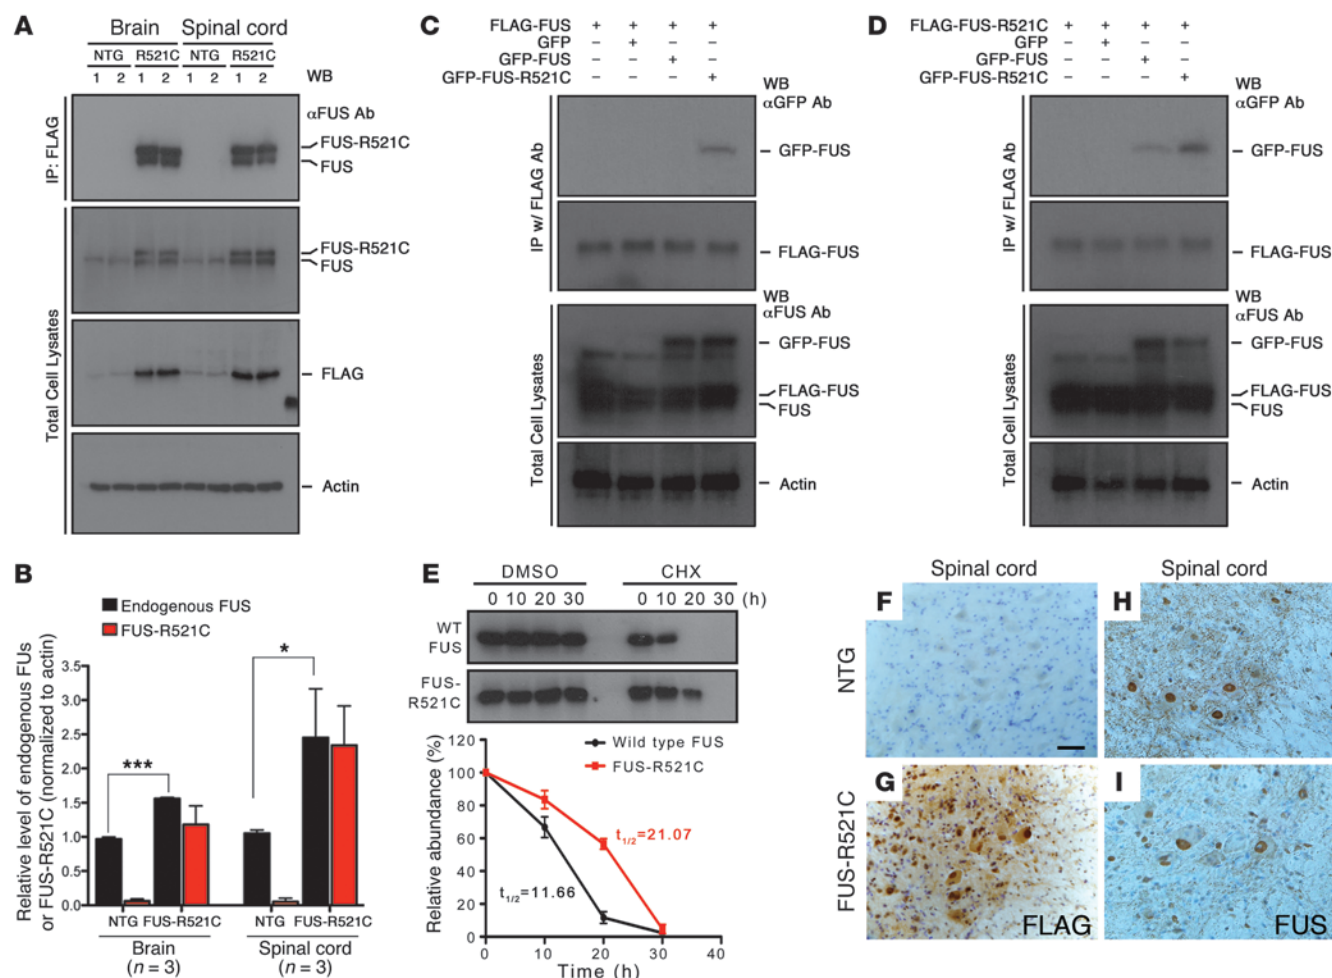 A
Brain Spinal cord
NTG R521C NTG R521C
1 2 1 2 1 2 1 2 WB
IP: FLAG
αFUS Ab
FUS-R521C
FUS
Total Cell Lysates
FUS-R521C
FUS
FLAG
Actin
B
Endogenous FUS
FUS-R521C
Relative level of endogenous FUs
or FUS-R521C (normalized to actin)
3.5
3.0
2.5
2.0
1.5
1.0
0.5
0
***
*
NTG FUS-R521C NTG FUS-R521C
Brain Spinal cord
(n = 3) (n = 3)
C
FLAG-FUS + + + +
GFP – + – –
GFP-FUS – – + –
GFP-FUS-R521C – – – +
WB
αGFP Ab
IP w/ FLAG Ab
GFP-FUS
FLAG-FUS
WB
αFUS Ab
Total Cell Lysates
GFP-FUS
FLAG-FUS
FUS
Actin
D
FLAG-FUS-R521C + + + +
GFP – + – –
GFP-FUS – – + –
GFP-FUS-R521C – – – +
WB
αGFP Ab
IP w/ FLAG Ab
GFP-FUS
FLAG-FUS
WB
αFUS Ab
Total Cell Lysates
GFP-FUS
FLAG-FUS
FUS
Actin
E
DMSO CHX
0 10 20 30 0 10 20 30 (h)
WT
FUS
FUS-
R521C
Relative abundance (%)
120
100
80
60
40
20
0
Wild type FUS
FUS-R521C
t1/2=21.07
t1/2=11.66
0 10 20 30 40
Time (h)
Spinal cord Spinal cord
NTG
F
H
FUS-R521C
G
I
FLAG
FUS